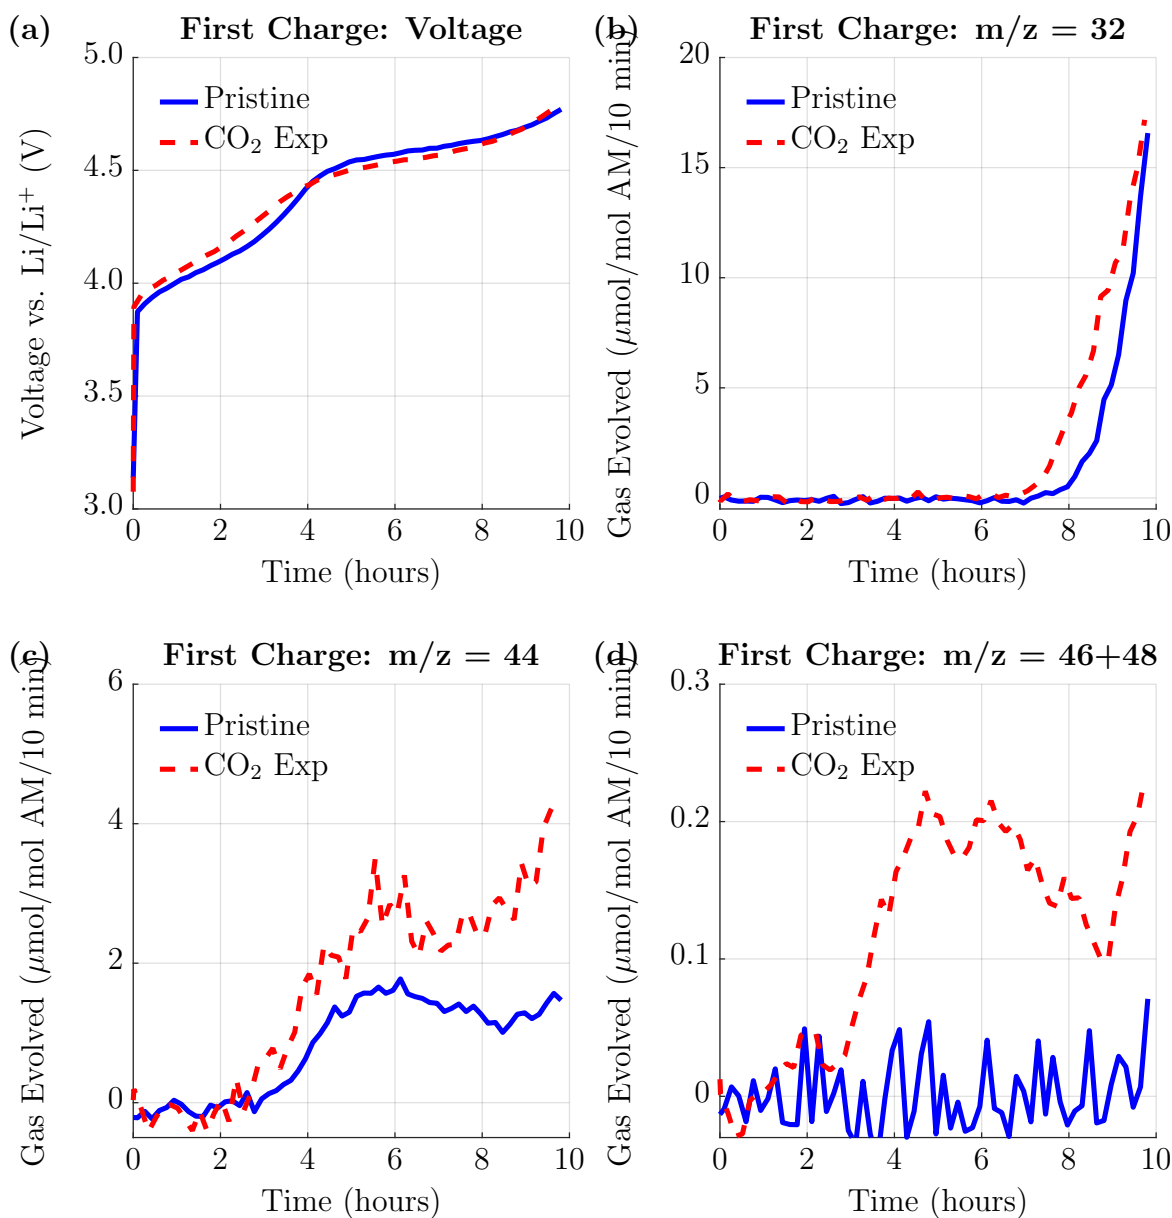 (a) First Charge: Voltage
Voltage vs. Li/Li⁺ (V)
5.0
4.5
4.0
3.5
3.0
Pristine
CO₂ Exp
0 2 4 6 8 10
Time (hours)
(b) First Charge: m/z = 32
Gas Evolved (μmol/mol AM/10 min)
20
15
10
5
0
Pristine
CO₂ Exp
0 2 4 6 8 10
Time (hours)
(c) First Charge: m/z = 44
Gas Evolved (μmol/mol AM/10 min)
6
4
2
0
Pristine
CO₂ Exp
0 2 4 6 8 10
Time (hours)
(d) First Charge: m/z = 46+48
Gas Evolved (μmol/mol AM/10 min)
0.3
0.2
0.1
0
Pristine
CO₂ Exp
0 2 4 6 8 10
Time (hours)